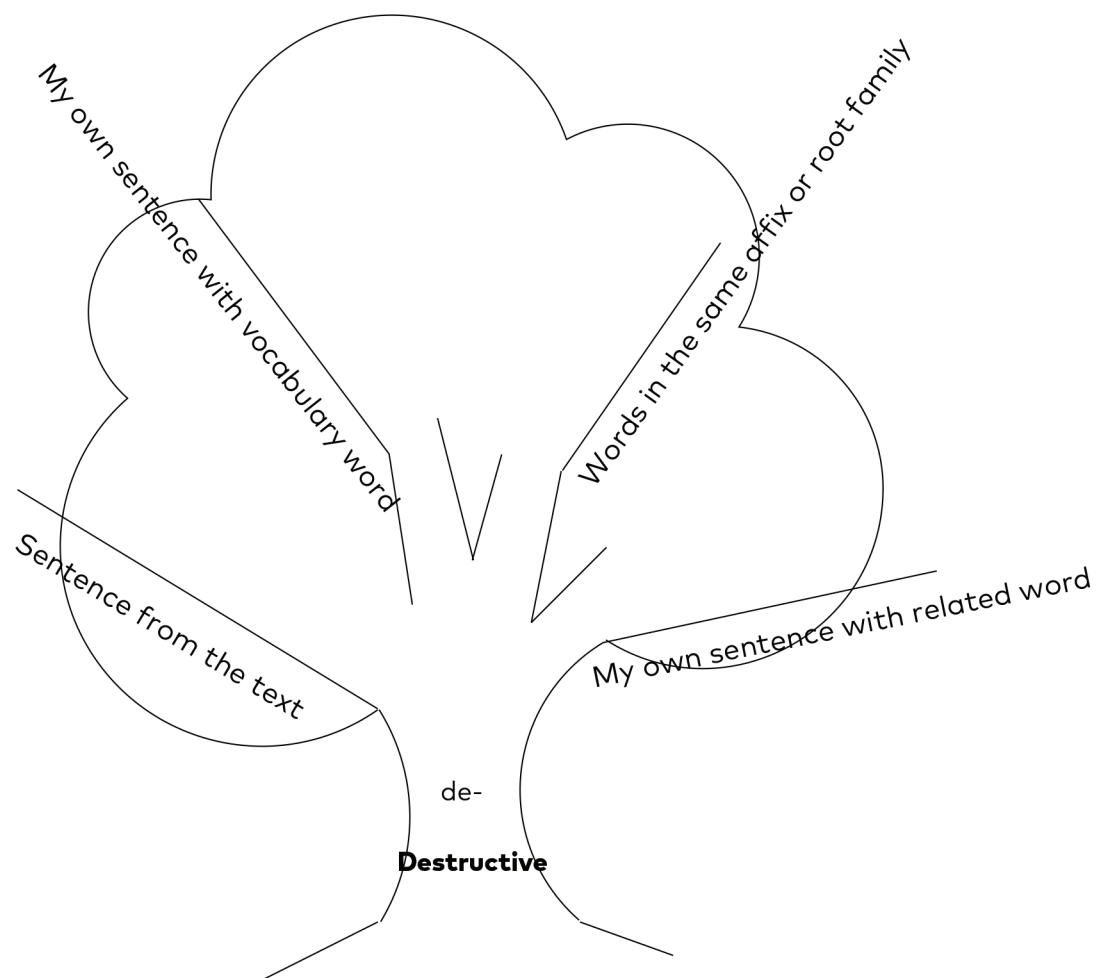 My own sentence with vocabulary word
Words in the same affix or root family
Sentence from the text
My own sentence with related word
de-
Destructive